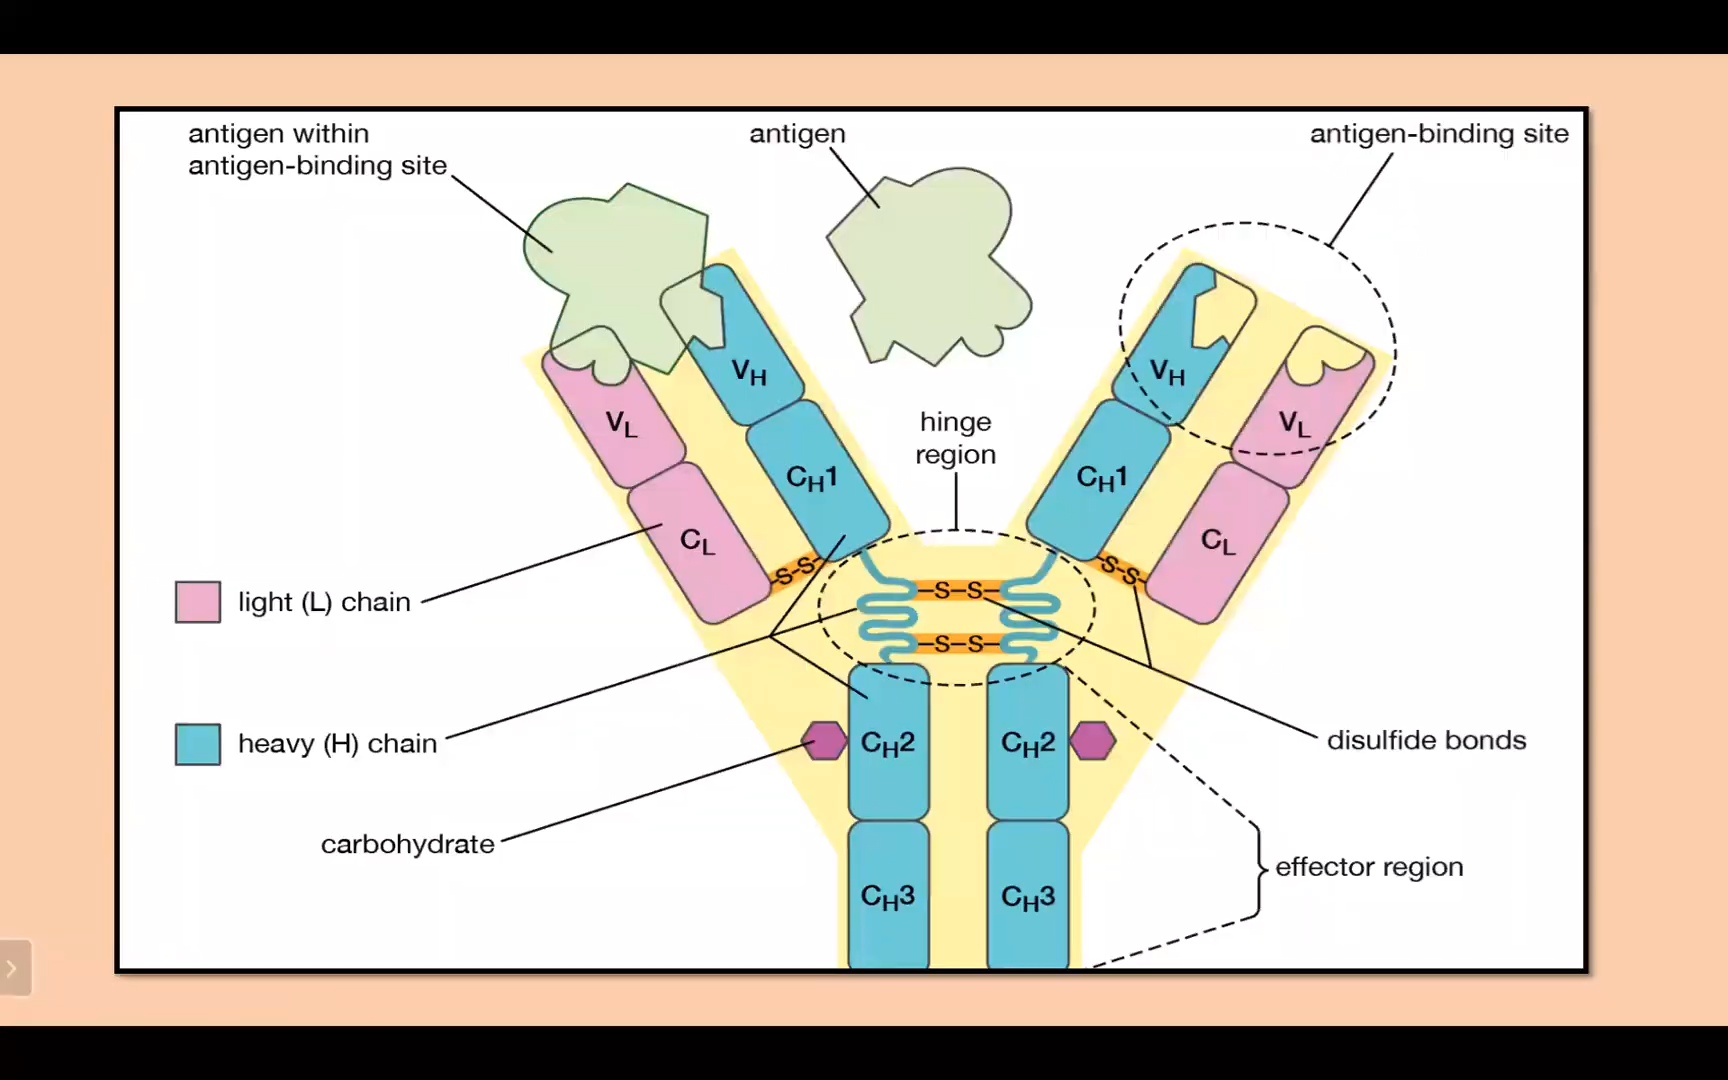 antigen within
antigen-binding site
antigen
antigen-binding site
hinge
region
VH
VH
VL
VL
CH1
CH1
CL
CL
S-S
S-S
S-S
S-S
light (L) chain
heavy (H) chain
CH2
CH2
disulfide bonds
carbohydrate
effector region
CH3
CH3